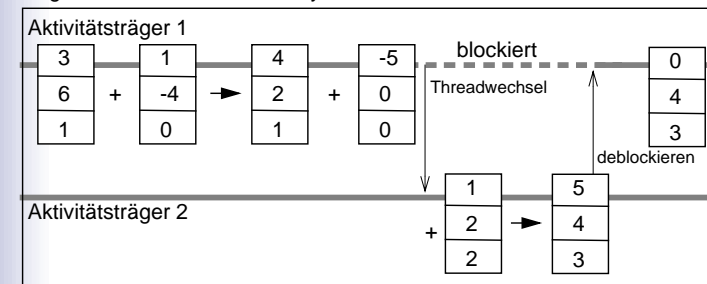 Aktivitätsträger 1
3 1 4 -5 blockiert 0
6 + -4 2 + 0 Threadwechsel 4
1 0 1 0 3
deblockieren
1 5
Aktivitätsträger 2
+ 2 4
2 3